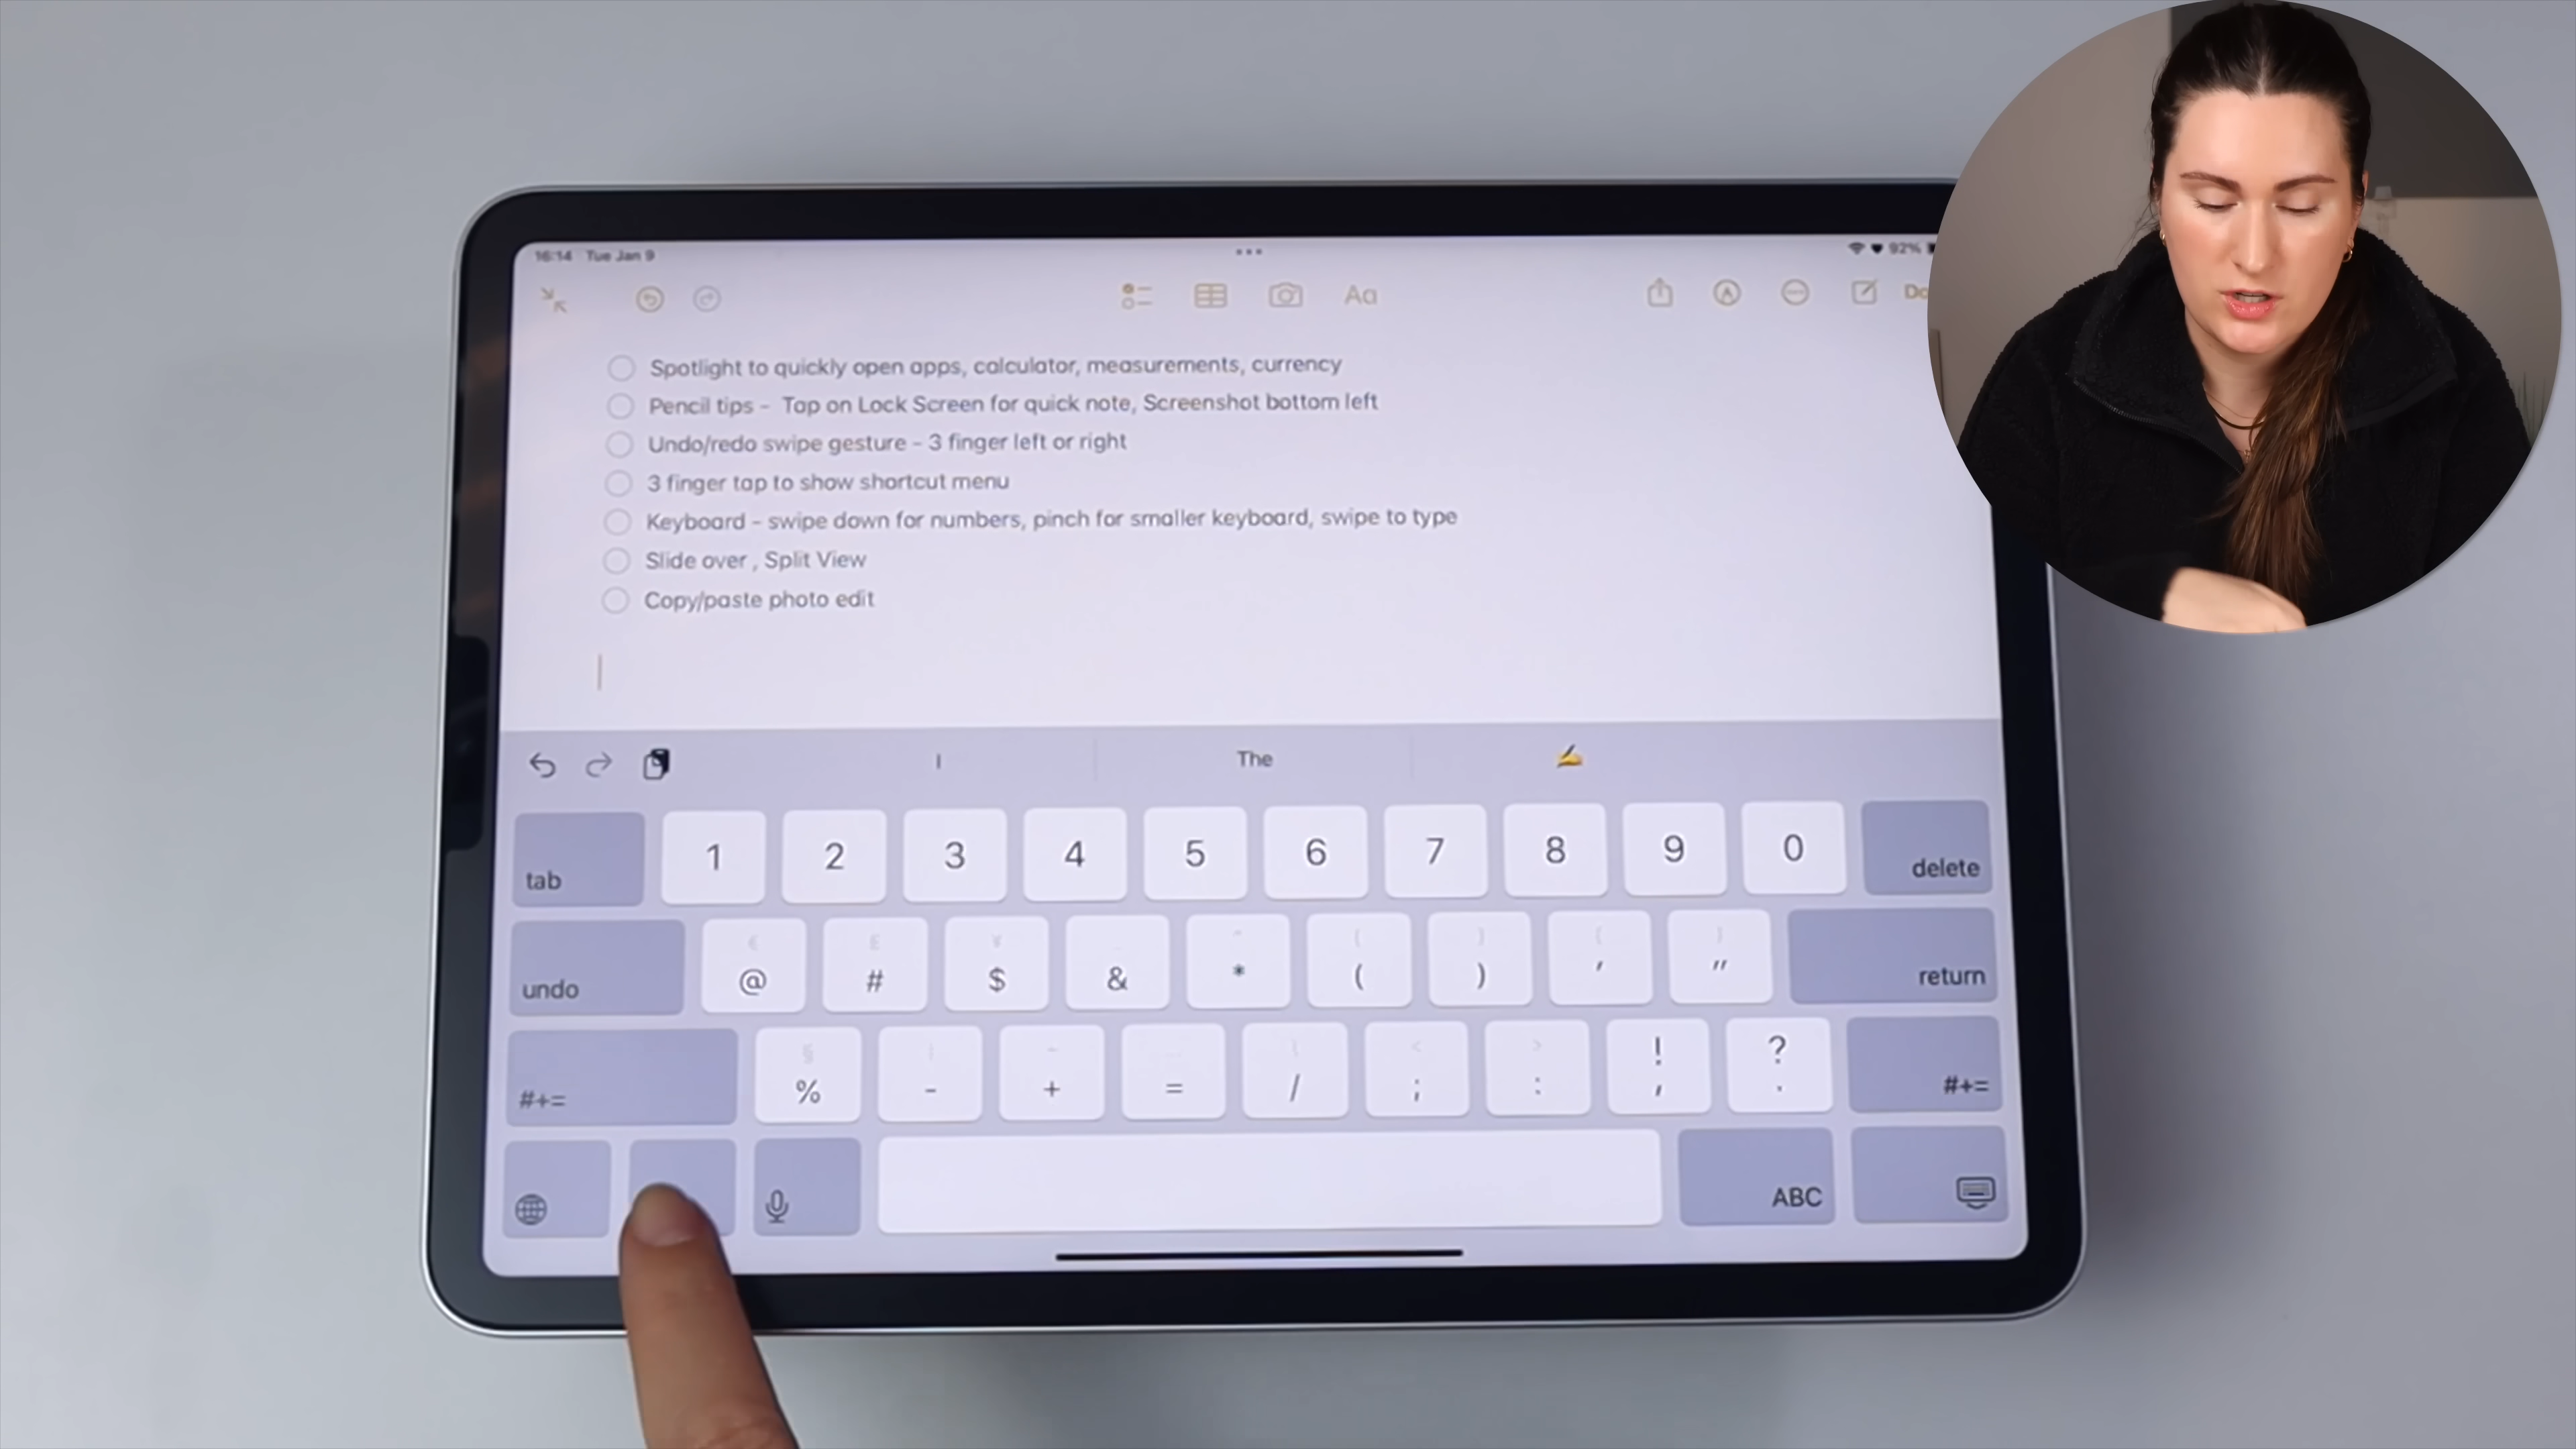 16:14 Tue Jan 9
92%
Aa
Spotlight to quickly open apps, calculator, measurements, currency
Pencil tips - Tap on Lock Screen for quick note, Screenshot bottom left
Undo/redo swipe gesture - 3 finger left or right
3 finger tap to show shortcut menu
Keyboard - swipe down for numbers, pinch for smaller keyboard, swipe to type
Slide over , Split View
Copy/paste photo edit
I The ✍️
tab 1 2 3 4 5 6 7 8 9 0 delete
undo @ # $ & * ( ) ' " return
#+= % - + = / ; : ! , ? . #+=
ABC